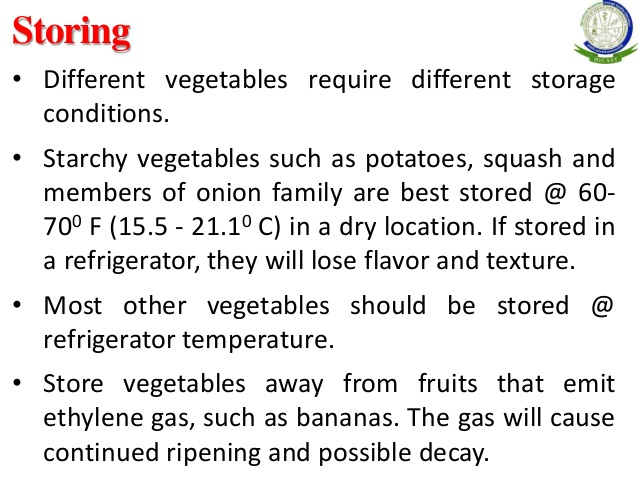 Storing
• Different vegetables require different storage
conditions.
• Starchy vegetables such as potatoes, squash and
members of onion family are best stored @ 60-
70⁰ F (15.5 - 21.1⁰ C) in a dry location. If stored in
a refrigerator, they will lose flavor and texture.
• Most other vegetables should be stored @
refrigerator temperature.
• Store vegetables away from fruits that emit
ethylene gas, such as bananas. The gas will cause
continued ripening and possible decay.